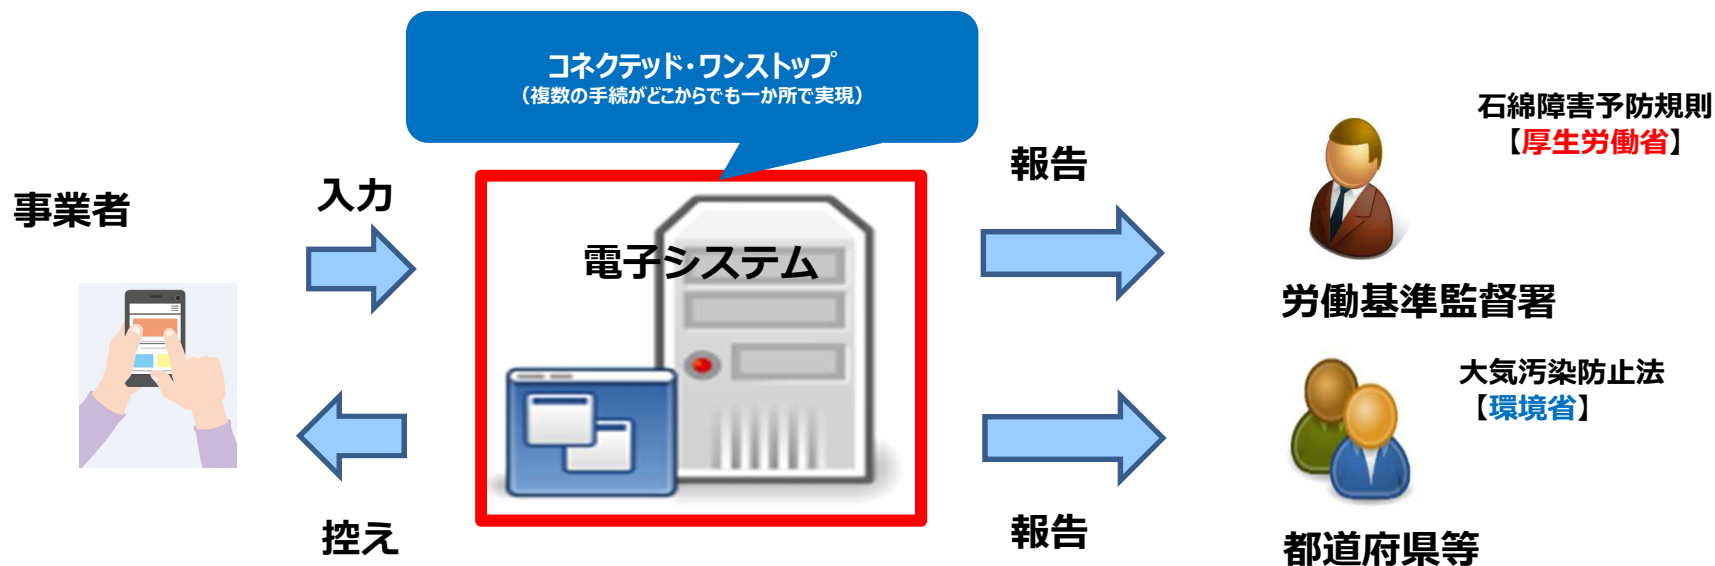 コネクテッド・ワンストップ
(複数の手続がどこからでも一か所で実現)
事業者
入力
電子システム
控え
報告
石綿障害予防規則
【厚生労働省】
労働基準監督署
大気汚染防止法
【環境省】
報告
都道府県等